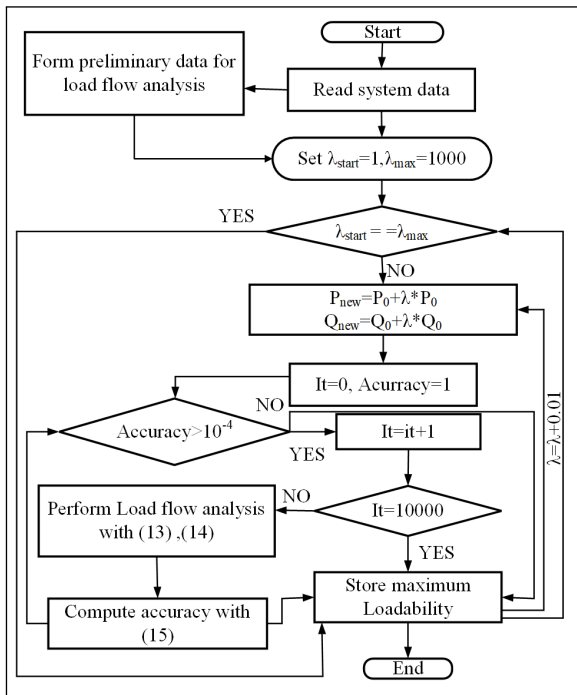 Start
Form preliminary data for
load flow analysis
Read system data
Set λstart=1,λmax=1000
YES
λstart = =λmax
NO
Pnew=P0+λ*P0
Qnew=Q0+λ*Q0
It=0, Acurracy=1
NO
Accuracy>10-4
YES
It=it+1
λ=λ+0.01
NO
It=10000
Perform Load flow analysis
with (13) ,(14)
YES
Store maximum
Loadability
Compute accuracy with
(15)
End